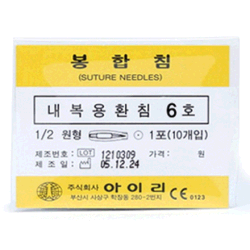 봉합침
(SUTURE NEEDLES)
내복용환침 6호
1/2 원형 1포(10개입)
제조번호: LOT 1210309 가격: 원
제조일: 05.12.24
주식회사 아이리
부산시 사상구 학장동 280-2번지
CE 0123